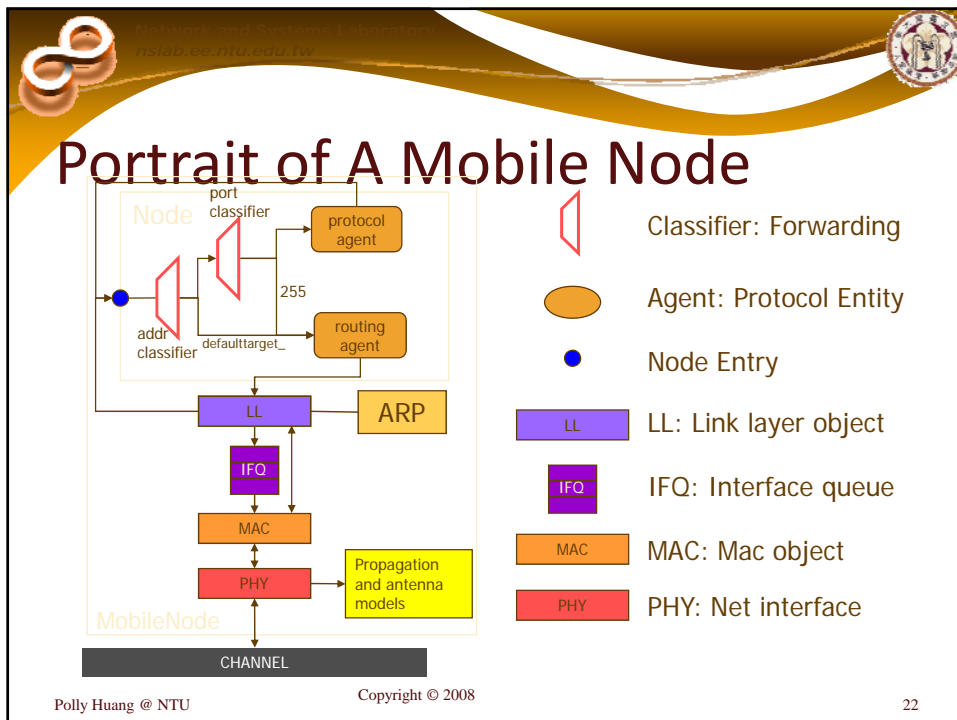 Network and Systems Laboratory
nslab.ee.ntu.edu.tw
Portrait of A Mobile Node
Node
port
classifier
protocol
agent
255
addr
classifier
defaulttarget_
routing
agent
LL
ARP
IFQ
MAC
PHY
Propagation
and antenna
models
MobileNode
CHANNEL
Classifier: Forwarding
Agent: Protocol Entity
Node Entry
LL
LL: Link layer object
IFQ
IFQ: Interface queue
MAC
MAC: Mac object
PHY
PHY: Net interface
Polly Huang @ NTU
Copyright © 2008
22